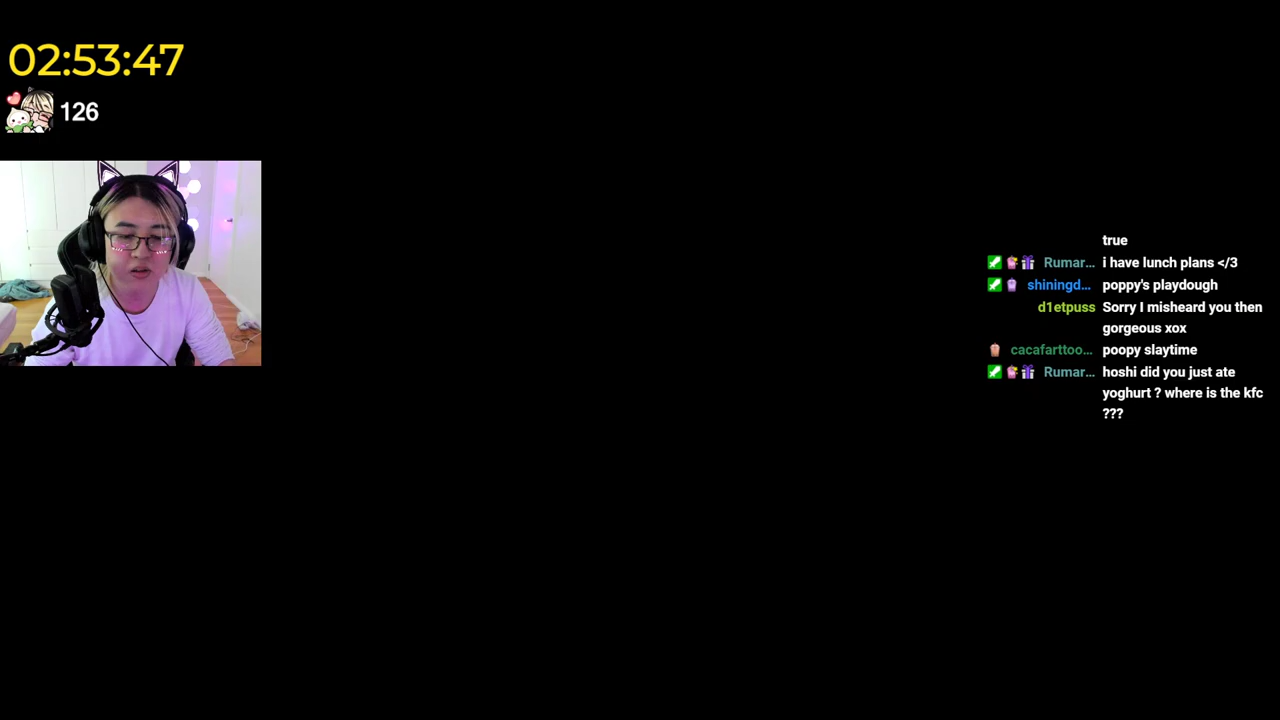 02:53:47
126
true
Rumar... i have lunch plans </3
shiningd... poppy's playdough
d1etpuss Sorry I misheard you then
gorgeous xox
cacafarttoo... poopy slaytime
Rumar... hoshi did you just ate
yoghurt ? where is the kfc
???